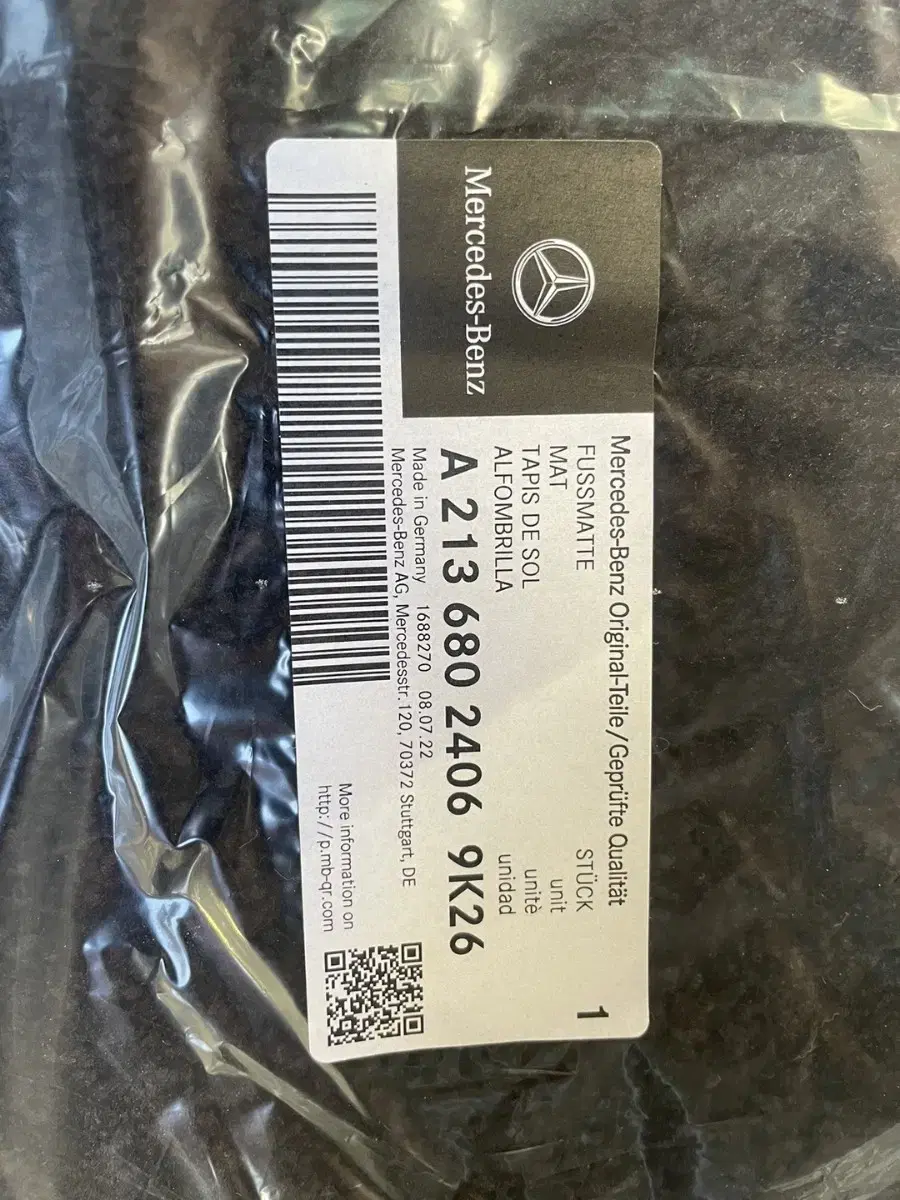 Mercedes-Benz
Mercedes-Benz Original-Teile/Geprüfte Qualität
FUSSMATTE STÜCK 1
MAT unit
TAPIS DE SOL unité
ALFOMBRILLA unidad
A 213 680 2406 9K26
Made in Germany 1688270 08.07.22
Mercedes-Benz AG, Mercedesstr.120, 70372 Stuttgart, DE
More information on
http://p.mb-qr.com